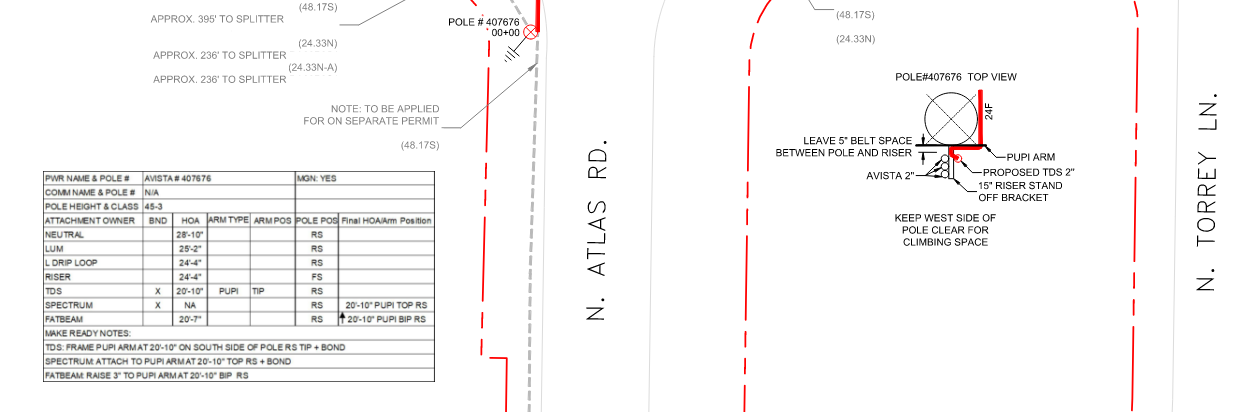 (48.17S)
APPROX. 395' TO SPLITTER
(24.33N)
APPROX. 236' TO SPLITTER
(24.33N-A)
APPROX. 236' TO SPLITTER
POLE # 407676
00+00
NOTE: TO BE APPLIED
FOR ON SEPARATE PERMIT
(48.17S)
PWR NAME & POLE # AVISTA # 407676 MGN: YES
COMM NAME & POLE # N/A
POLE HEIGHT & CLASS 45-3
ATTACHMENT OWNER BND HOA ARM TYPE ARM POS POLE POS Final HOA/Arm Position
NEUTRAL 28'-10" RS
LUM 25'-2" RS
L DRIP LOOP 24'-4" RS
RISER 24'-4" FS
TDS X 20'-10" PUPI TIP RS
SPECTRUM X NA RS 20'-10" PUPI TOP RS
FATBEAM 20'-7" RS 20'-10" PUPI BIP RS
MAKE READY NOTES:
TDS: FRAME PUPI ARM AT 20'-10" ON SOUTH SIDE OF POLE RS TIP + BOND
SPECTRUM: ATTACH TO PUPI ARM AT 20'-10" TOP RS + BOND
FATBEAM: RAISE 3" TO PUPI ARM AT 20'-10" BIP RS
N. ATLAS RD.
(48.17S)
(24.33N)
POLE#407676 TOP VIEW
24F
LEAVE 5" BELT SPACE
BETWEEN POLE AND RISER
PUPI ARM
PROPOSED TDS 2"
AVISTA 2"
15" RISER STAND
OFF BRACKET
KEEP WEST SIDE OF
POLE CLEAR FOR
CLIMBING SPACE
N. TORREY LN.